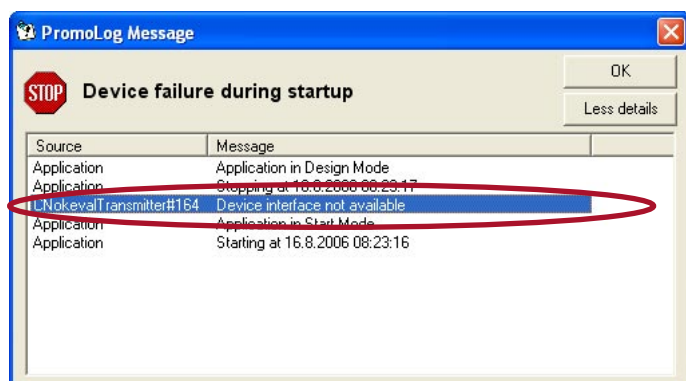 PromoLog Message
STOP Device failure during startup
OK
Less details
Source Message
Application Application in Design Mode
Application Stopping at 16.8.2006 08:23:17
CNokevalTransmitter#164 Device interface not available
Application Application in Start Mode
Application Starting at 16.8.2006 08:23:16